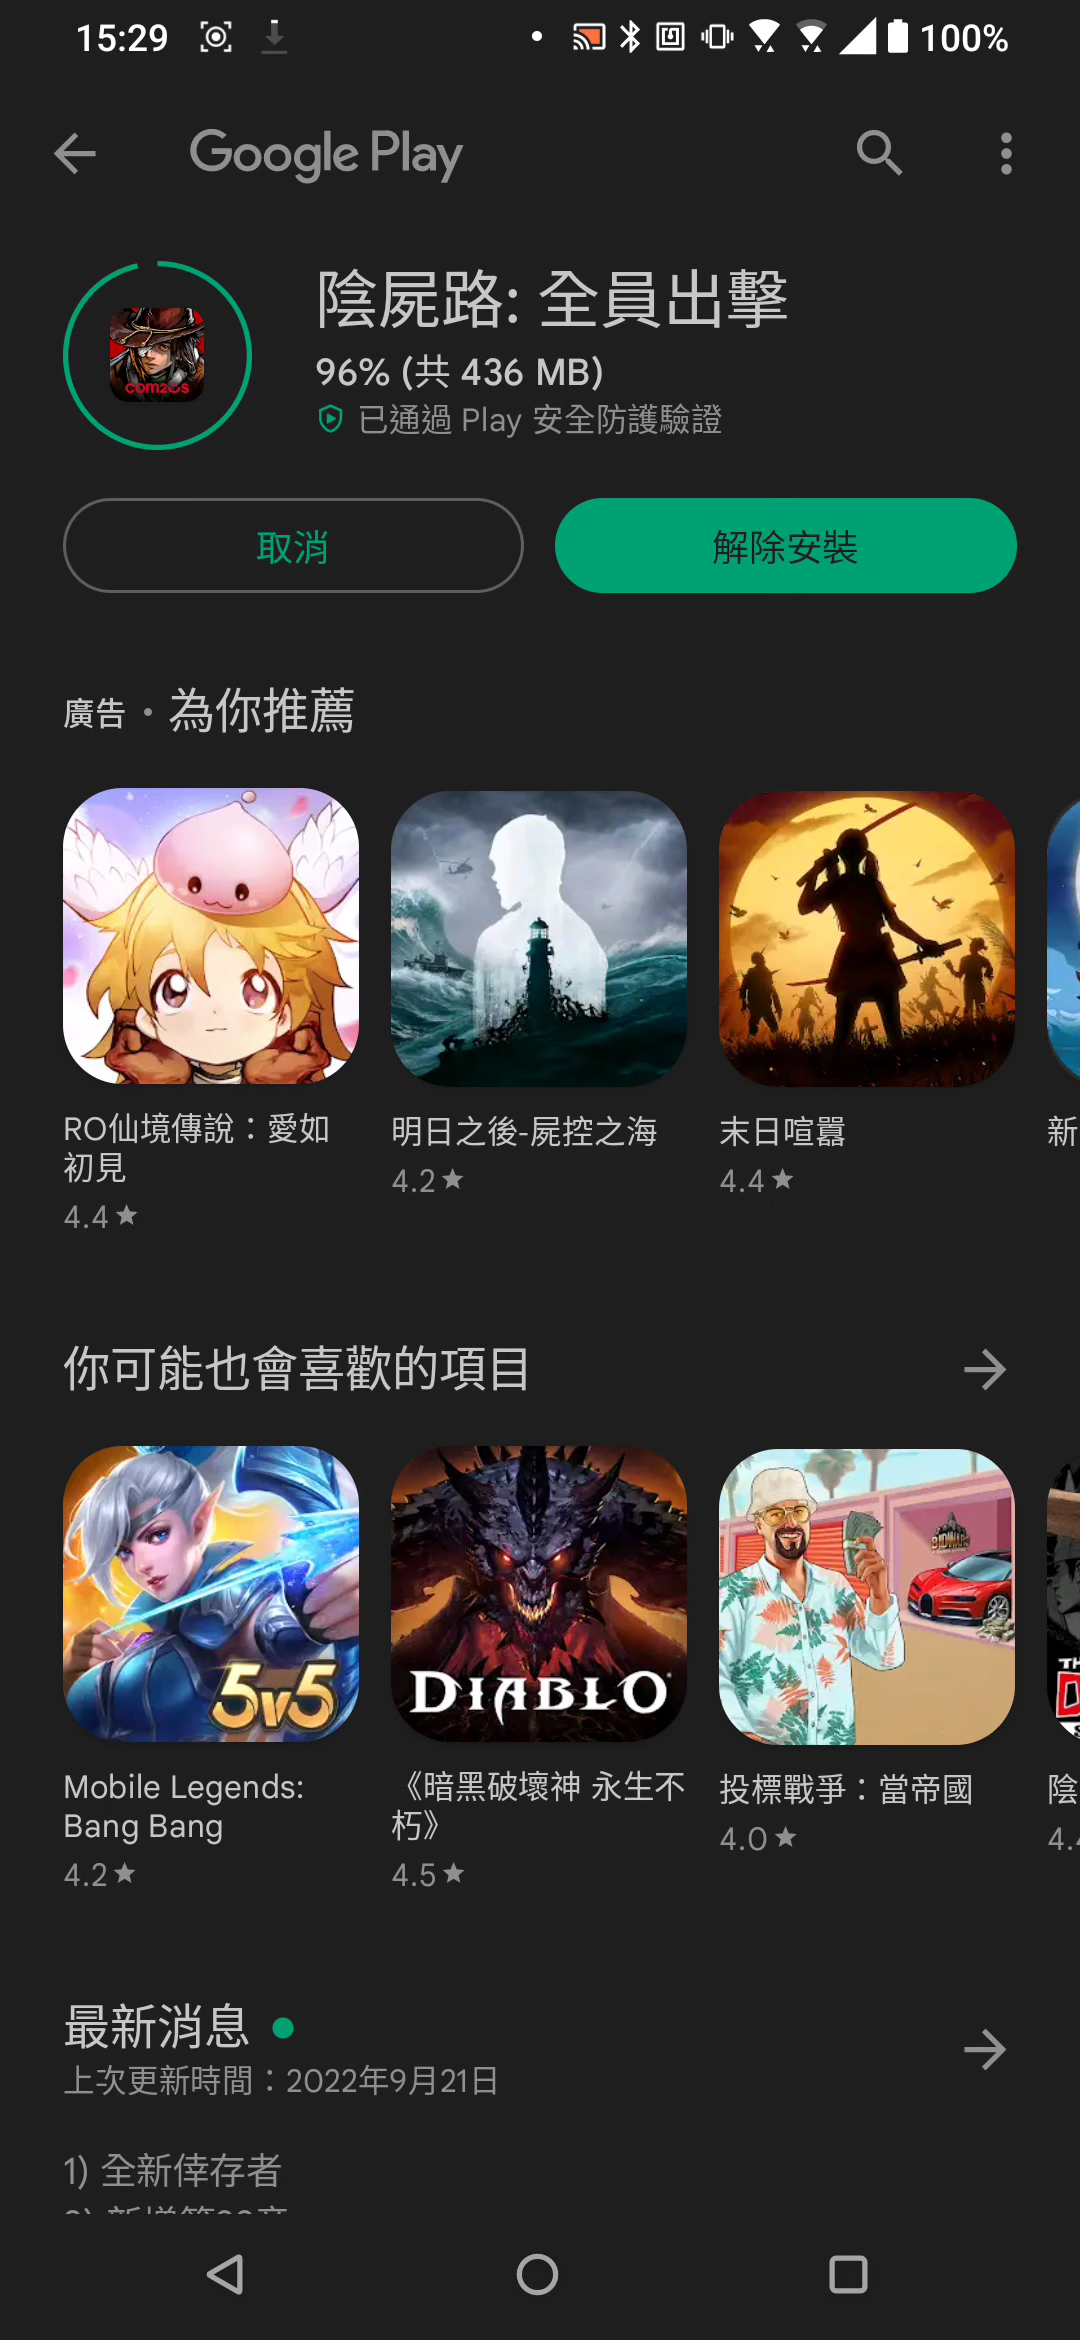 15:29
100%
Google Play
陰屍路: 全員出擊
com2us
96% (共 436 MB)
已通過 Play 安全防護驗證
取消
解除安裝
廣告 · 為你推薦
RO仙境傳說：愛如
初見
4.4★
明日之後-屍控之海
4.2★
末日喧囂
4.4★
新
你可能也會喜歡的項目
5v5
DIABLO
Mobile Legends:
Bang Bang
4.2★
《暗黑破壞神 永生不
朽》
4.5★
投標戰爭：當帝國
4.0★
陰
最新消息
上次更新時間：2022年9月21日
1) 全新倖存者